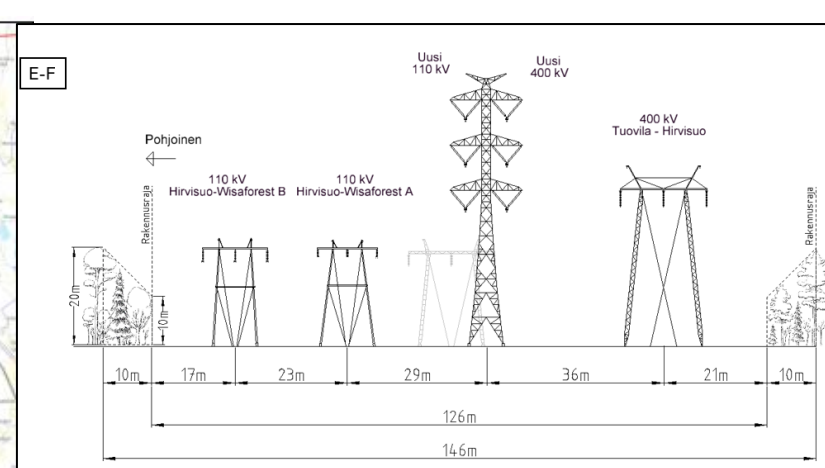 E-F
Uusi
110 kV
Uusi
400 kV
400 kV
Tuovila - Hirvisuo
Pohjoinen
110 kV
Hirvisuo-Wisaforest B
110 kV
Hirvisuo-Wisaforest A
Rakennusraja
Rakennusraja
20m
10m
10m
17m
23m
29m
36m
21m
10m
126m
146m